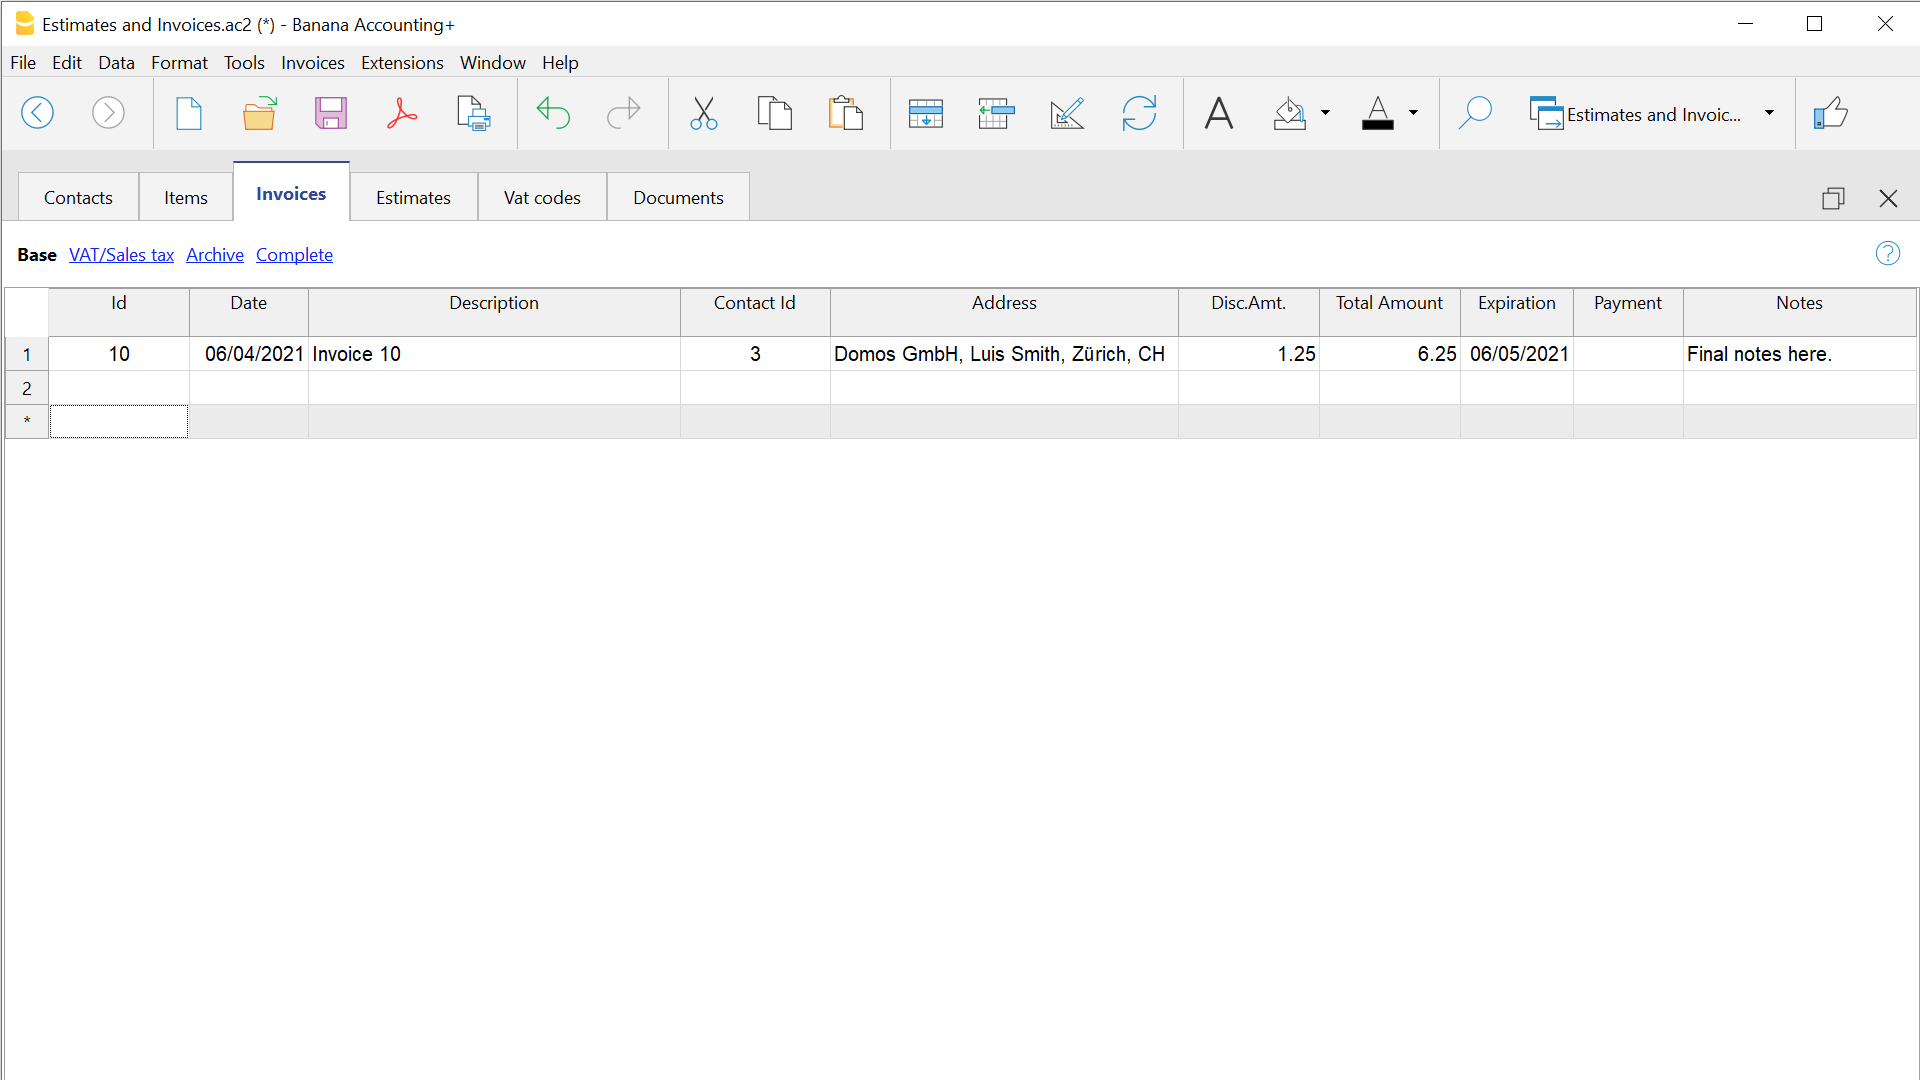 Estimates and Invoices.ac2 (*) - Banana Accounting+
File Edit Data Format Tools Invoices Extensions Window Help
Estimates and Invoic...
Contacts Items Invoices Estimates Vat codes Documents
Base VAT/Sales tax Archive Complete
Id Date Description Contact Id Address Disc.Amt. Total Amount Expiration Payment Notes
1 10 06/04/2021 Invoice 10 3 Domos GmbH, Luis Smith, Zürich, CH 1.25 6.25 06/05/2021 Final notes here.
2
*